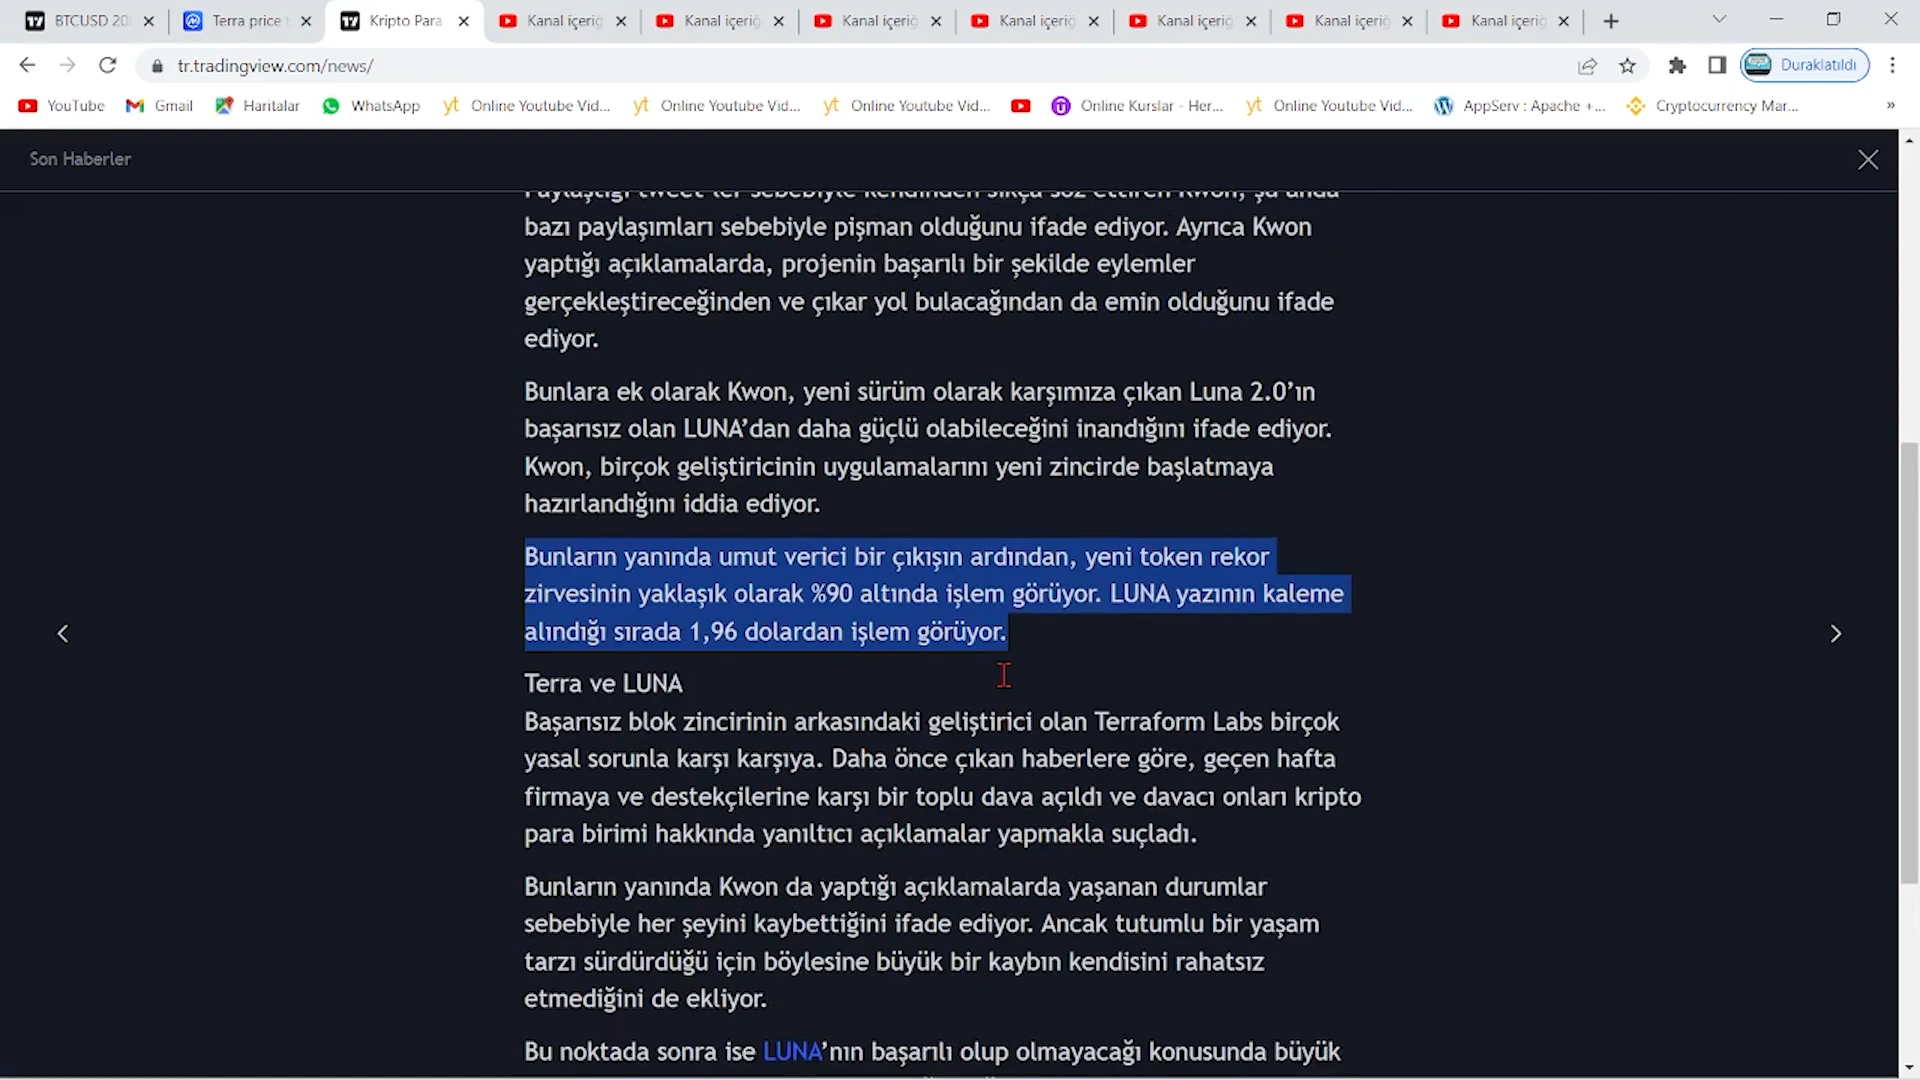 BTCUSD 20
Terra price
Kripto Para
Kanal içeriğ
Kanal içeriğ
Kanal içeriğ
Kanal içeriğ
Kanal içeriğ
Kanal içeriğ
Kanal içeriğ
tr.tradingview.com/news/
Duraklatıldı
YouTube
Gmail
Haritalar
WhatsApp
Online Youtube Vid...
Online Youtube Vid...
Online Youtube Vid...
Online Kurslar - Her...
Online Youtube Vid...
AppServ : Apache +...
Cryptocurrency Mar...
»
Son Haberler
Paylaştığı tweet'ler sebebiyle kendinden sıkça söz ettiren Kwon, şu anda
bazı paylaşımları sebebiyle pişman olduğunu ifade ediyor. Ayrıca Kwon
yaptığı açıklamalarda, projenin başarılı bir şekilde eylemler
gerçekleştireceğinden ve çıkar yol bulacağından da emin olduğunu ifade
ediyor.
Bunlara ek olarak Kwon, yeni sürüm olarak karşımıza çıkan Luna 2.0’ın
başarısız olan LUNA’dan daha güçlü olabileceğini inandığını ifade ediyor.
Kwon, birçok geliştiricinin uygulamalarını yeni zincirde başlatmaya
hazırlandığını iddia ediyor.
Bunların yanında umut verici bir çıkışın ardından, yeni token rekor
zirvesinin yaklaşık olarak %90 altında işlem görüyor. LUNA yazının kaleme
alındığı sırada 1,96 dolardan işlem görüyor.
Terra ve LUNA
Başarısız blok zincirinin arkasındaki geliştirici olan Terraform Labs birçok
yasal sorunla karşı karşıya. Daha önce çıkan haberlere göre, geçen hafta
firmaya ve destekçilerine karşı bir toplu dava açıldı ve davacı onları kripto
para birimi hakkında yanıltıcı açıklamalar yapmakla suçladı.
Bunların yanında Kwon da yaptığı açıklamalarda yaşanan durumlar
sebebiyle her şeyini kaybettiğini ifade ediyor. Ancak tutumlu bir yaşam
tarzı sürdürdüğü için böylesine büyük bir kaybın kendisini rahatsız
etmediğini de ekliyor.
Bu noktada sonra ise LUNA’nın başarılı olup olmayacağı konusunda büyük